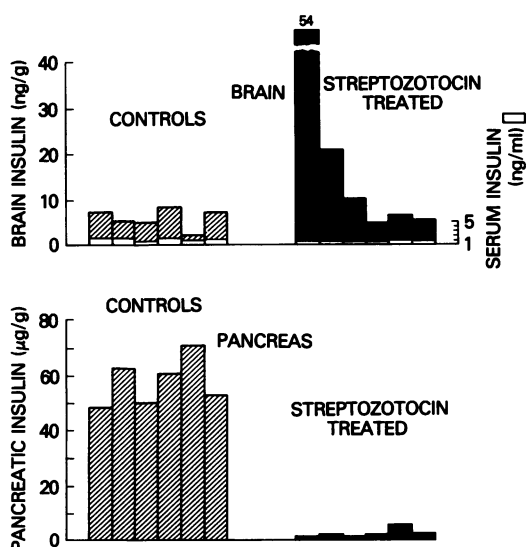 54
40
30
20
10
0
BRAIN INSULIN (ng/g)
CONTROLS
BRAIN
STREPTOZOTOCIN
TREATED
5
1
SERUM INSULIN
(ng/ml)
80
60
40
20
0
PANCREATIC INSULIN (μg/g)
CONTROLS
PANCREAS
STREPTOZOTOCIN
TREATED